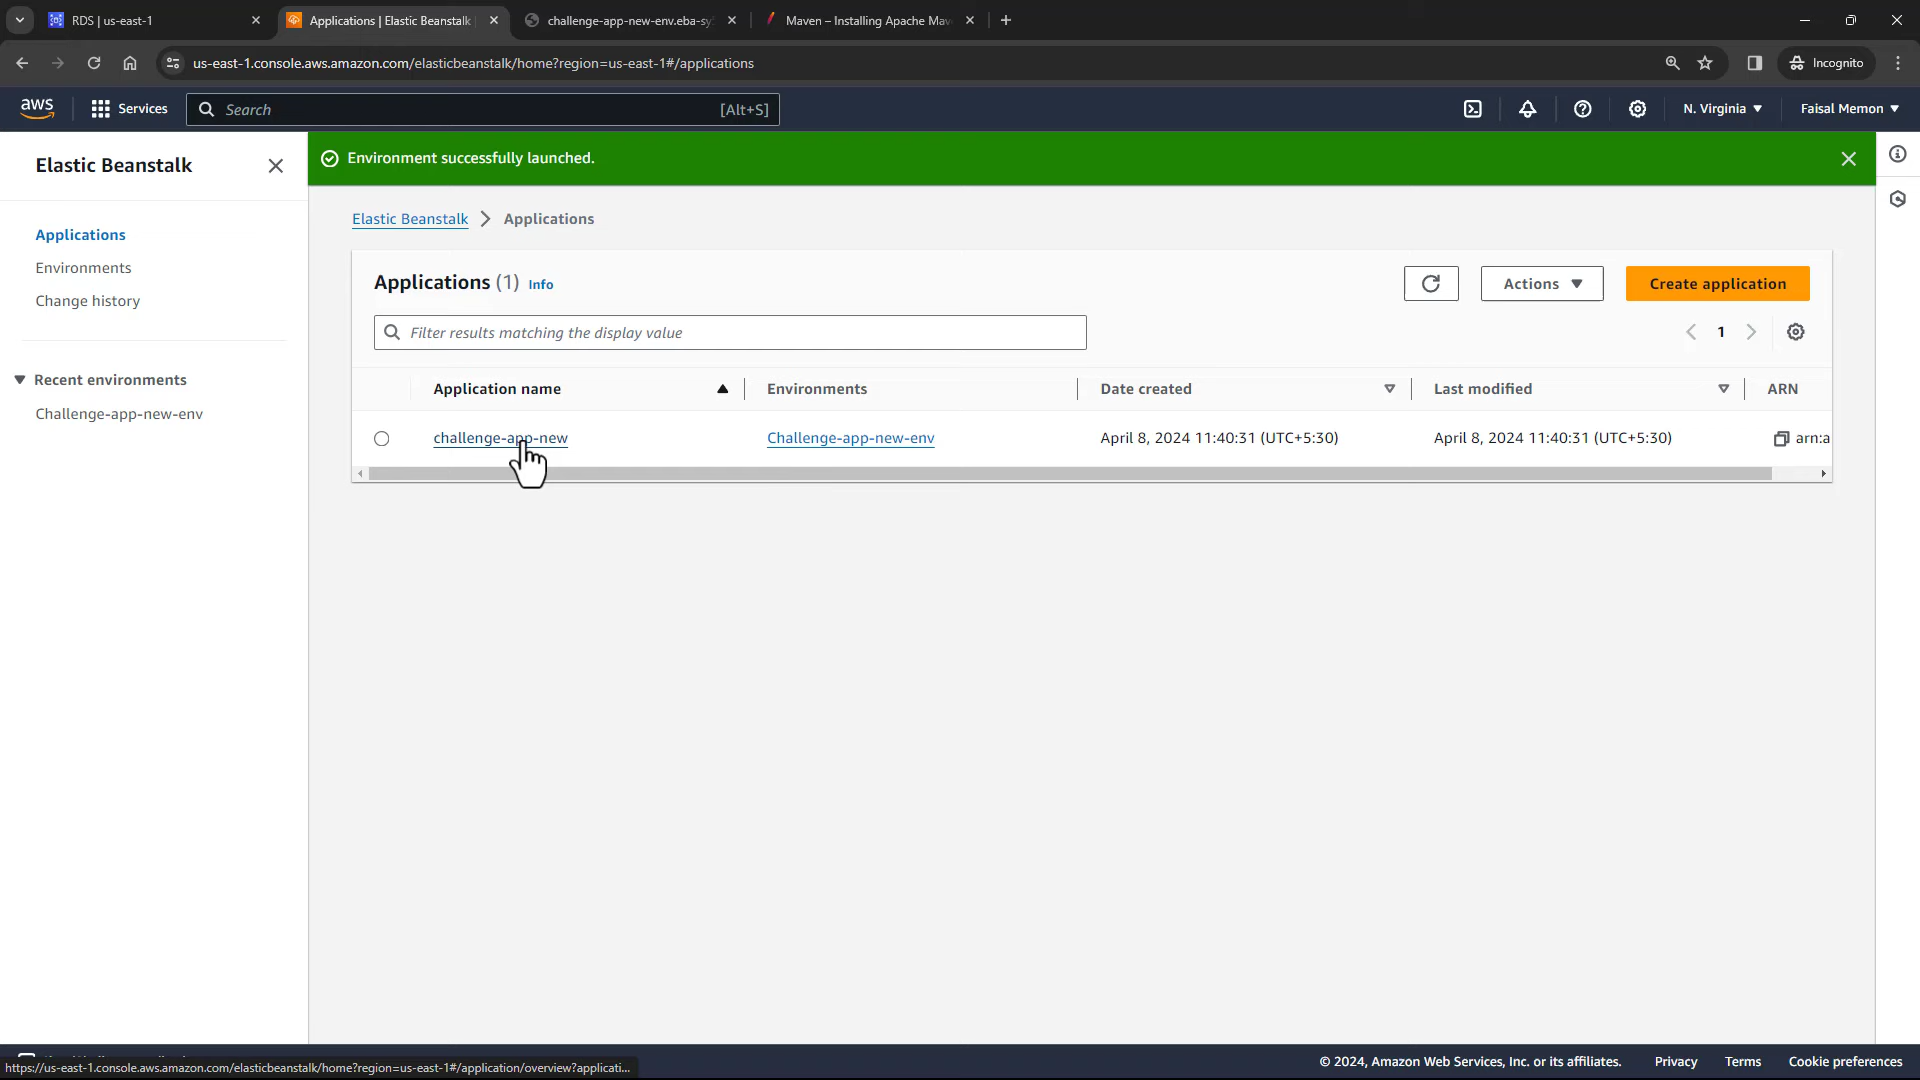 RDS | us-east-1
Applications | Elastic Beanstalk
challenge-app-new-env.eba-sy
Maven – Installing Apache Mav
us-east-1.console.aws.amazon.com/elasticbeanstalk/home?region=us-east-1#/applications
Incognito
aws
Services
Search
[Alt+S]
N. Virginia
Faisal Memon
Elastic Beanstalk
Environment successfully launched.
Elastic Beanstalk
Applications
Applications
Environments
Change history
Recent environments
Challenge-app-new-env
Applications (1) Info
Actions
Create application
Filter results matching the display value
1
Application name
Environments
Date created
Last modified
ARN
challenge-app-new
Challenge-app-new-env
April 8, 2024 11:40:31 (UTC+5:30)
April 8, 2024 11:40:31 (UTC+5:30)
arn:a
https://us-east-1.console.aws.amazon.com/elasticbeanstalk/home?region=us-east-1#/application/overview?applicati...
© 2024, Amazon Web Services, Inc. or its affiliates.
Privacy
Terms
Cookie preferences